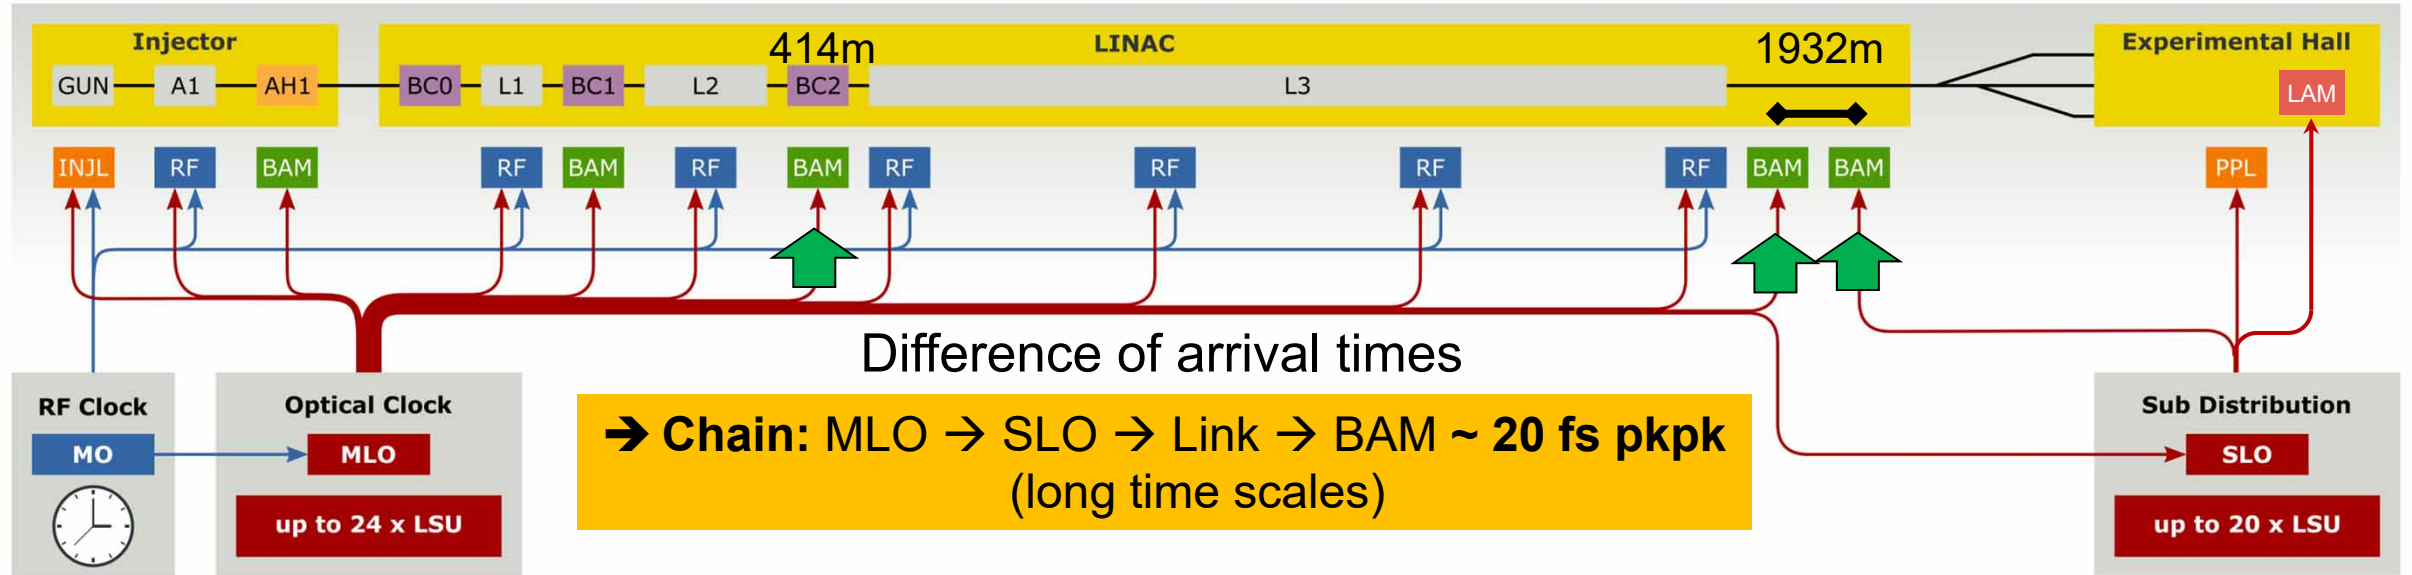 Injector
414m
LINAC
1932m
Experimental Hall
GUN
A1
AH1
BC0
L1
BC1
L2
BC2
L3
LAM
INJL
RF
BAM
RF
BAM
RF
BAM
RF
RF
RF
RF
BAM
BAM
PPL
Difference of arrival times
RF Clock
MO
Optical Clock
MLO
up to 24 x LSU
➔ Chain: MLO → SLO → Link → BAM ~ 20 fs pkpk
(long time scales)
Sub Distribution
SLO
up to 20 x LSU